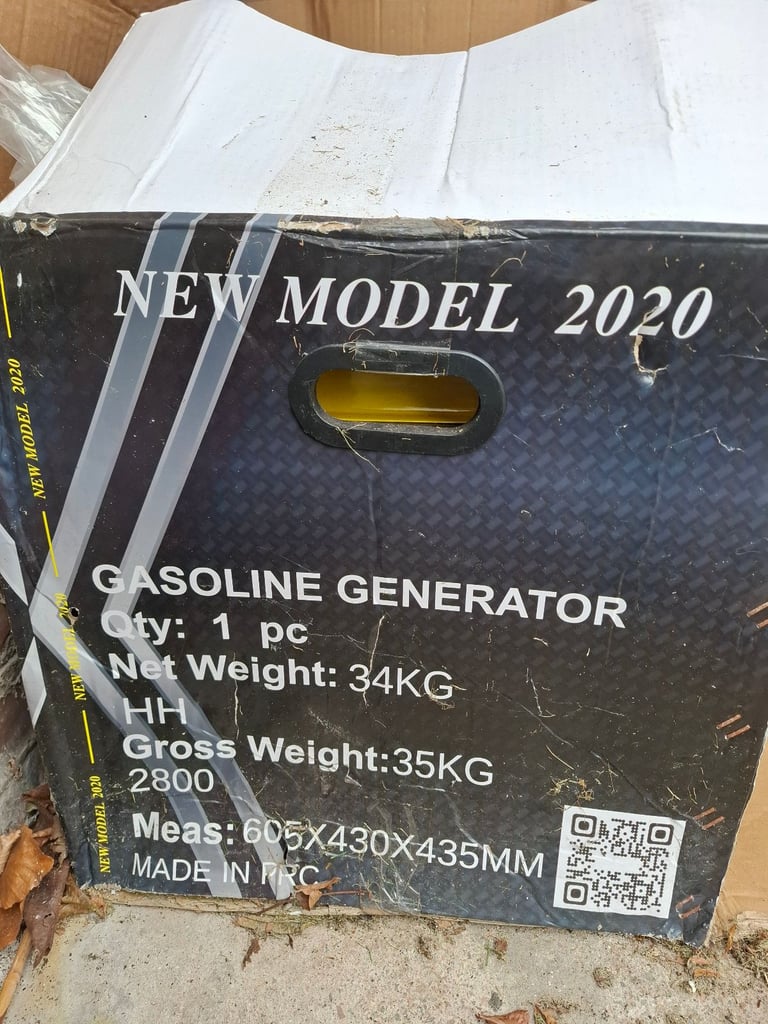 NEW MODEL 2020
GASOLINE GENERATOR
Qty: 1 pc
Net Weight: 34KG
HH
Gross Weight:35KG
2800
Meas: 605X430X435MM
MADE IN PRC
NEW MODEL 2020
NEW MODEL 2020
NEW MODEL 2020